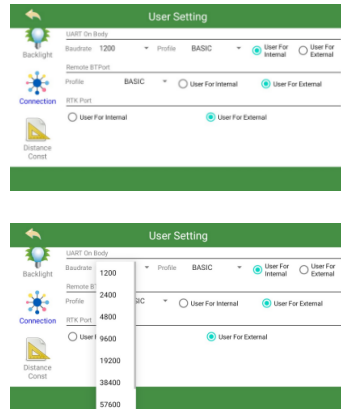 User Setting
UART On Body
Backlight
Baudrate 1200 Profile BASIC User For Internal User For External
Remote BTPort
Profile BASIC User For Internal User For External
Connection
RTK Port
User For Internal User For External
Distance Const
User Setting
UART On Body
Backlight
Baudrate 1200 Profile BASIC User For Internal User For External
Remote B
2400
Profile SIC User For Internal User For External
Connection
RTK Port 4800
User 9600 User For External
19200
Distance Const
38400
57600